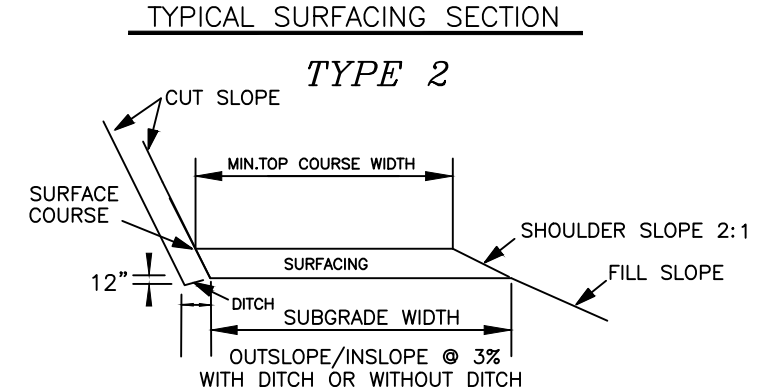 TYPICAL SURFACING SECTION
TYPE 2
CUT SLOPE
MIN.TOP COURSE WIDTH
SURFACE
COURSE
SHOULDER SLOPE 2:1
SURFACING
FILL SLOPE
12"
DITCH
SUBGRADE WIDTH
OUTSLOPE/INSLOPE @ 3%
WITH DITCH OR WITHOUT DITCH